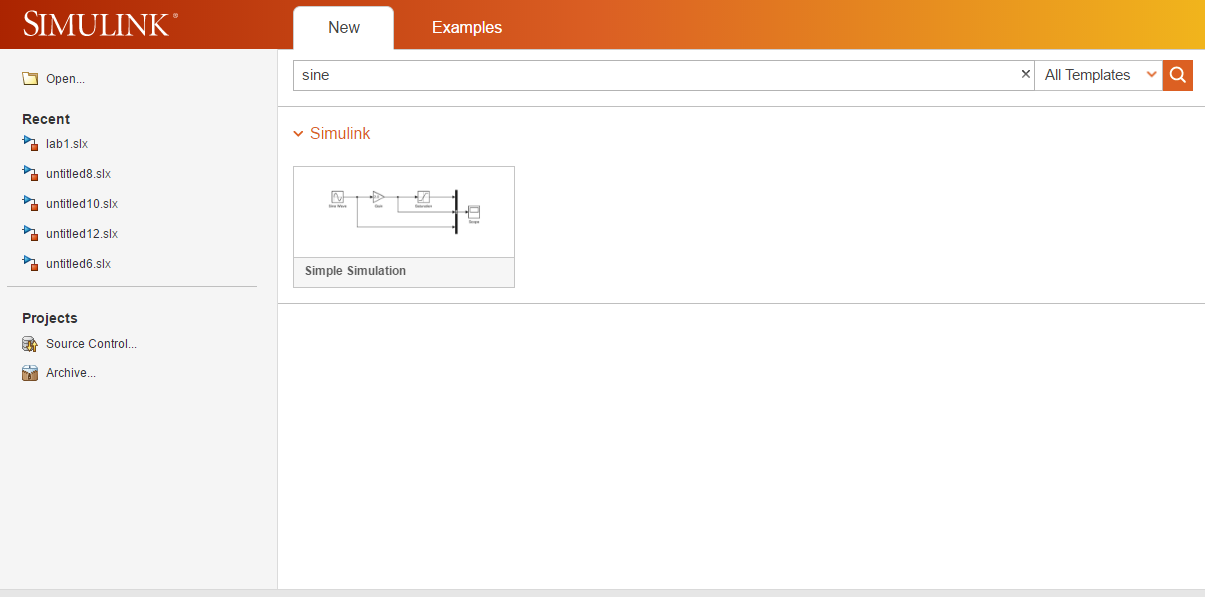 SIMULINK®
New
Examples
Open...
Recent
lab1.slx
untitled8.slx
untitled10.slx
untitled12.slx
untitled6.slx
Projects
Source Control...
Archive...
sine
× All Templates
Simulink
Sine Wave
Gain
Saturation
Scope
Simple Simulation